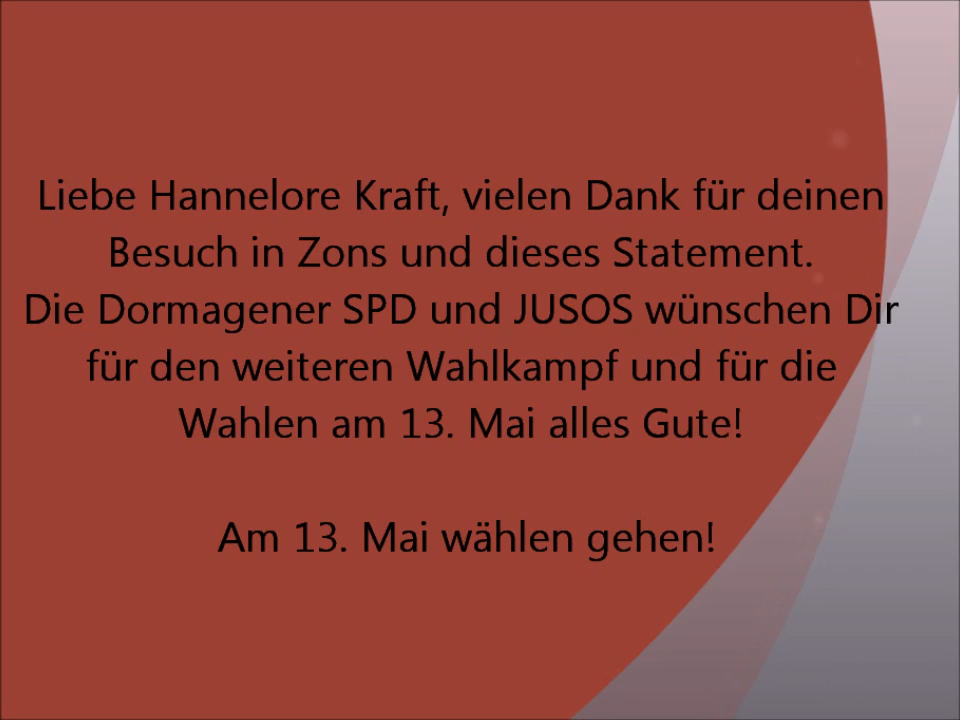 Liebe Hannelore Kraft, vielen Dank für deinen
Besuch in Zons und dieses Statement.
Die Dormagener SPD und JUSOS wünschen Dir
für den weiteren Wahlkampf und für die
Wahlen am 13. Mai alles Gute!
Am 13. Mai wählen gehen!